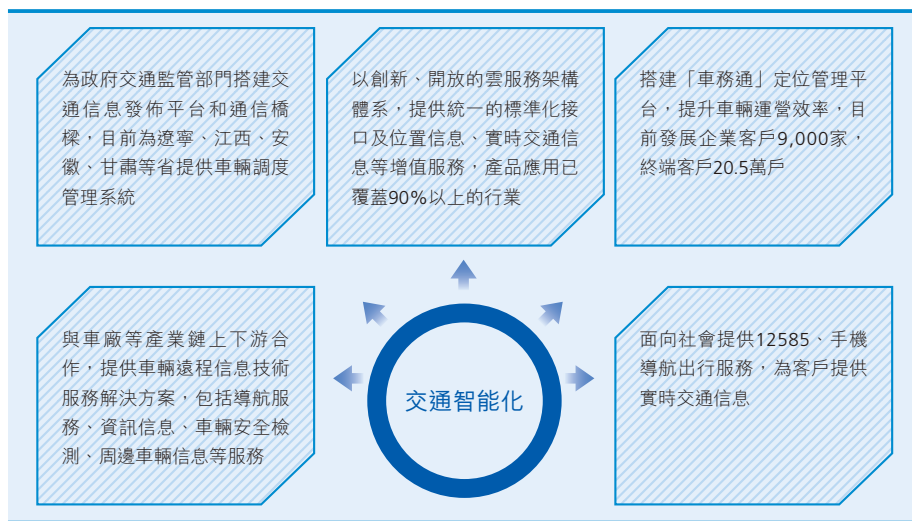 為政府交通監管部門搭建交
通信息發佈平台和通信橋
樑，目前為遼寧、江西、安
徽、甘肅等省提供車輛調度
管理系統
以創新、開放的雲服務架構
體系，提供統一的標準化接
口及位置信息、實時交通信
息等增值服務，產品應用已
覆蓋90%以上的行業
搭建「車務通」定位管理平
台，提升車輛運營效率，目
前發展企業客戶9,000家，
終端客戶20.5萬戶
與車廠等產業鏈上下游合
作，提供車輛遠程信息技術
服務解決方案，包括導航服
務、資訊信息、車輛安全檢
測、周邊車輛信息等服務
交通智能化
面向社會提供12585、手機
導航出行服務，為客戶提供
實時交通信息